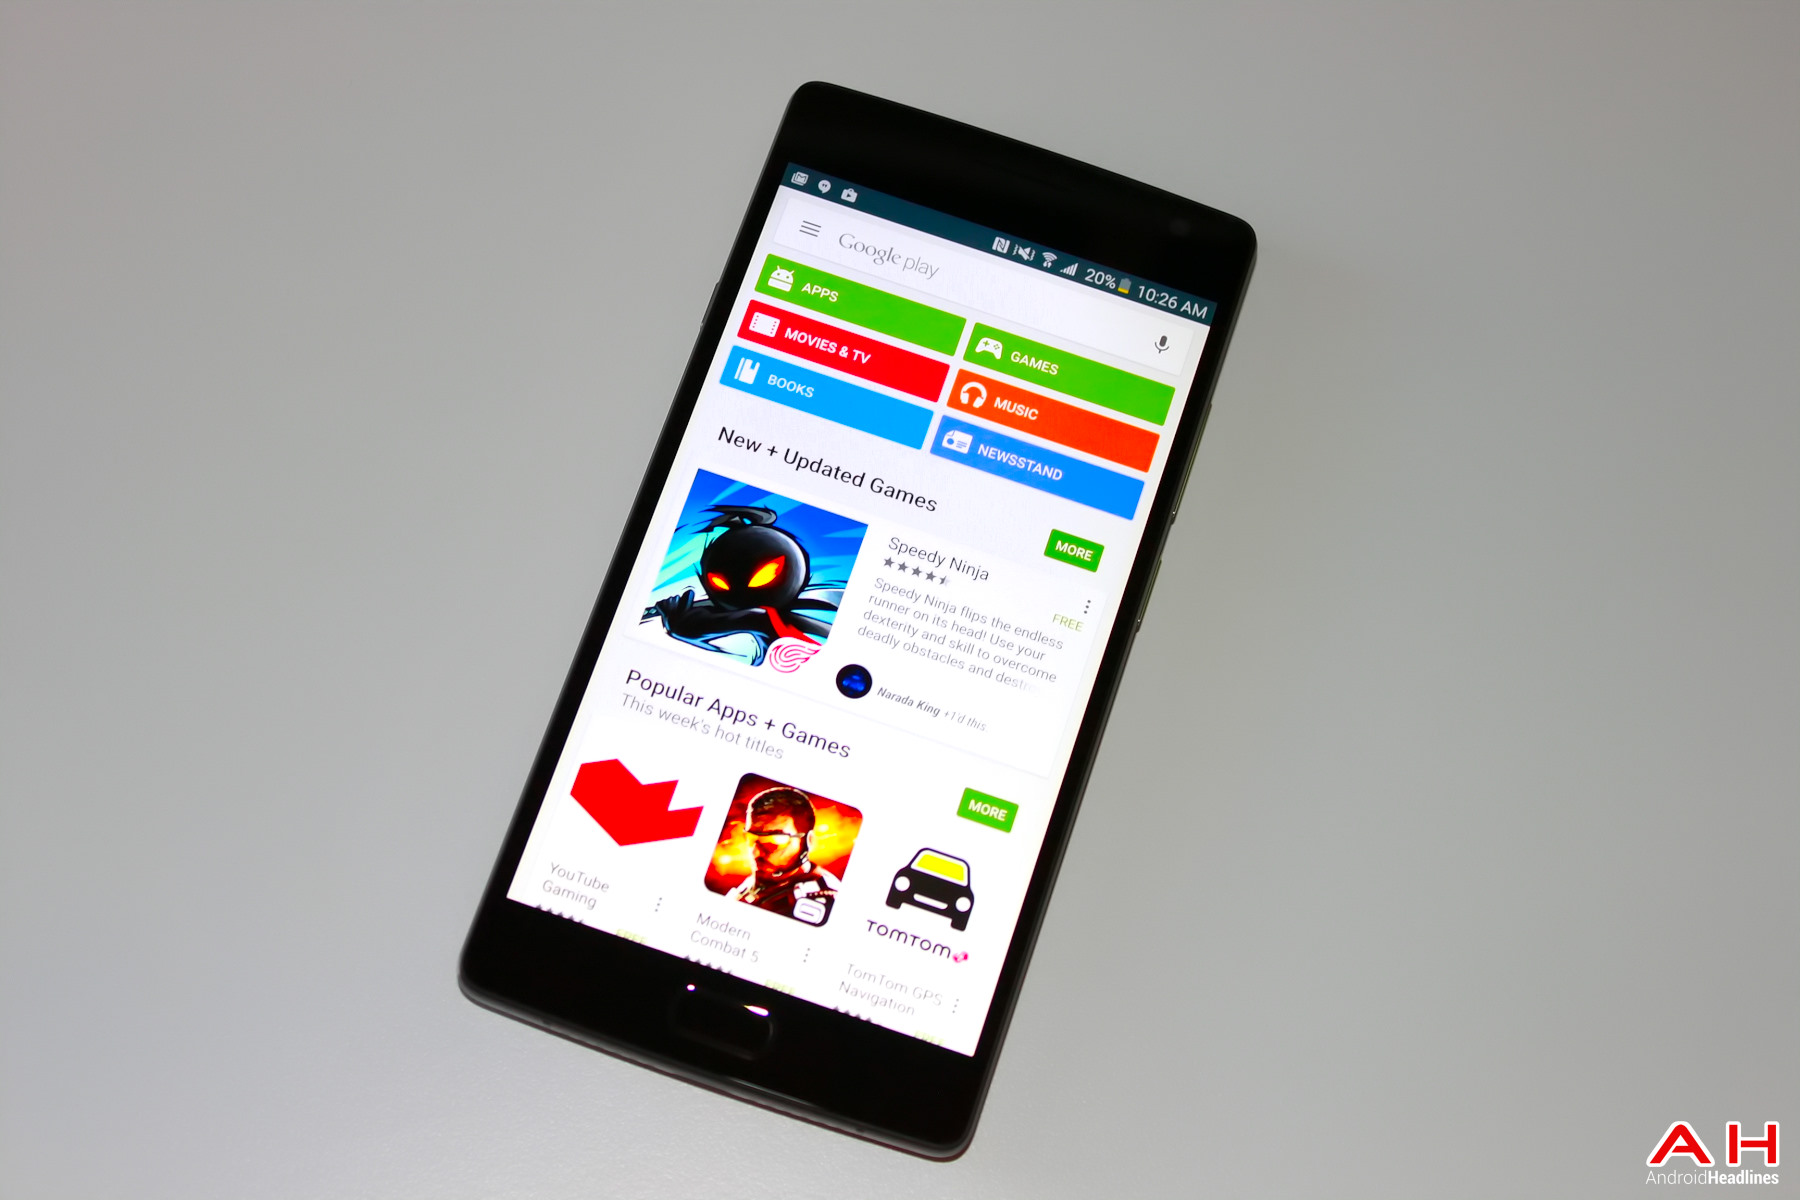 20% 10:26 AM
Google play
APPS
GAMES
MOVIES & TV
MUSIC
BOOKS
NEWSSTAND
New + Updated Games
MORE
Speedy Ninja
FREE
Speedy Ninja flips the endless
runner on its head! Use your
dexterity and skill to overcome
deadly obstacles and
Narada King +1'd this
Popular Apps + Games
This week's hot titles
MORE
YouTube
Gaming
FREE
Modern
Combat 5
FREE
TOMTOM
TomTom GPS
Navigation
FREE
AH
AndroidHeadlines